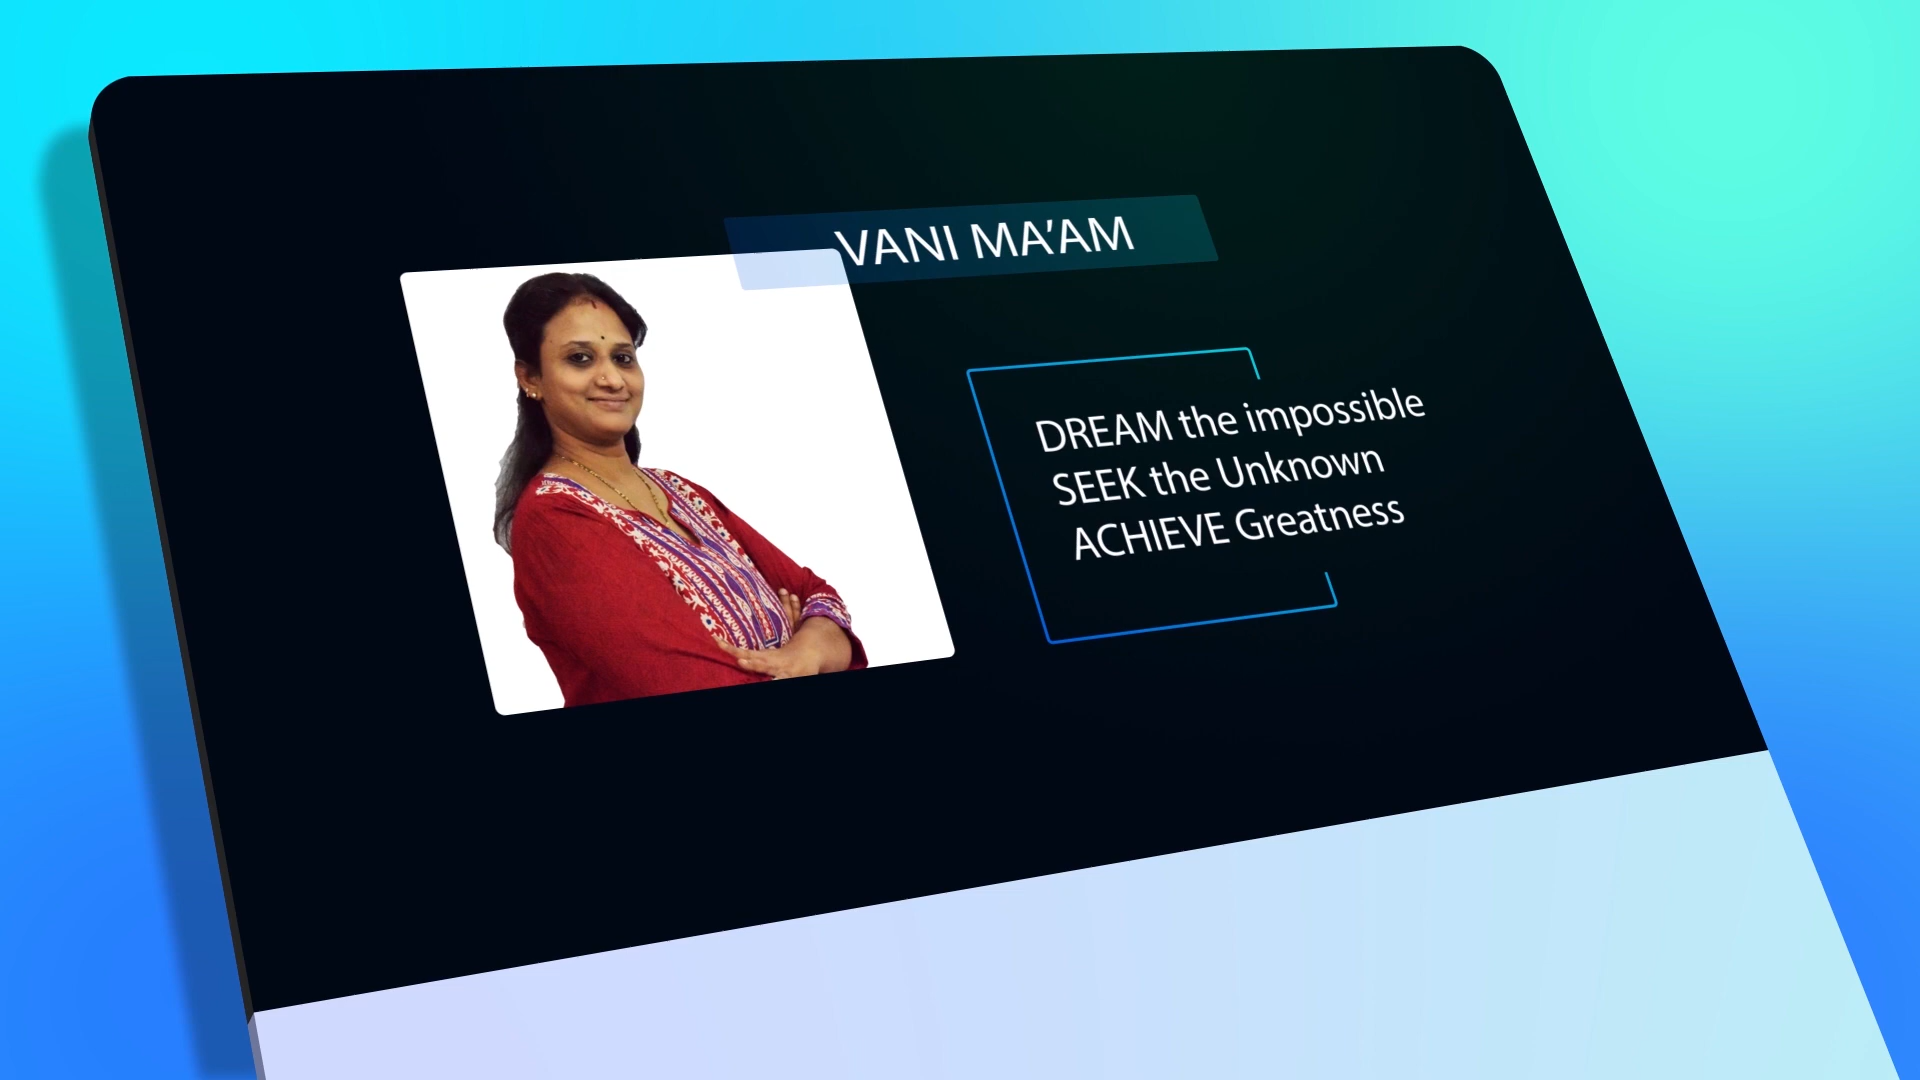 VANI MA'AM
DREAM the impossible
SEEK the Unknown
ACHIEVE Greatness